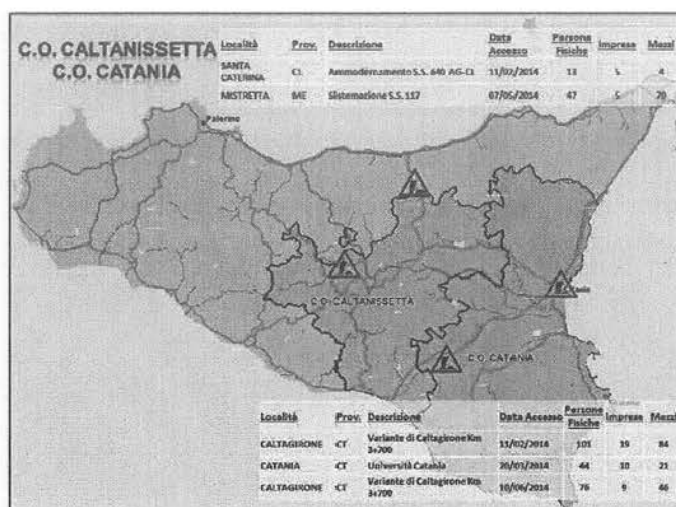 C.O. CALTANISSETTA
C.O. CATANIA
Località Prov. Descrizione Data Accesso Persone Fisiche Imprese Mezzi
SANTA CATERINA CL Ammodernamento S.S. 640 AG-CL 11/02/2014 13 5 4
MISTRETTA ME Sistemazione S.S. 117 07/05/2014 47 5 20
Palermo
C.O. CALTANISSETTA
C.O. CATANIA
Località Prov. Descrizione Data Accesso Persone Fisiche Imprese Mezzi
CALTAGIRONE CT Variante di Caltagirone Km 3+700 11/02/2014 101 19 84
CATANIA CT Università Catania 20/03/2014 44 10 21
CALTAGIRONE CT Variante di Caltagirone Km 3+700 10/06/2014 76 9 46